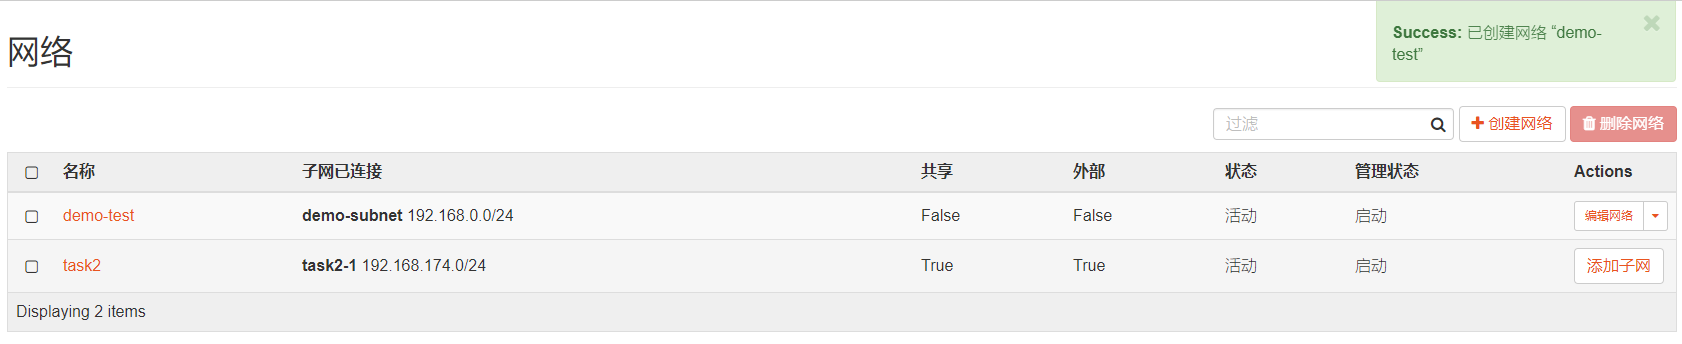 网络
Success: 已创建网络 “demo-
test”
过滤
创建网络
删除网络
名称 子网已连接 共享 外部 状态 管理状态 Actions
demo-test demo-subnet 192.168.0.0/24 False False 活动 启动 编辑网络
task2 task2-1 192.168.174.0/24 True True 活动 启动 添加子网
Displaying 2 items